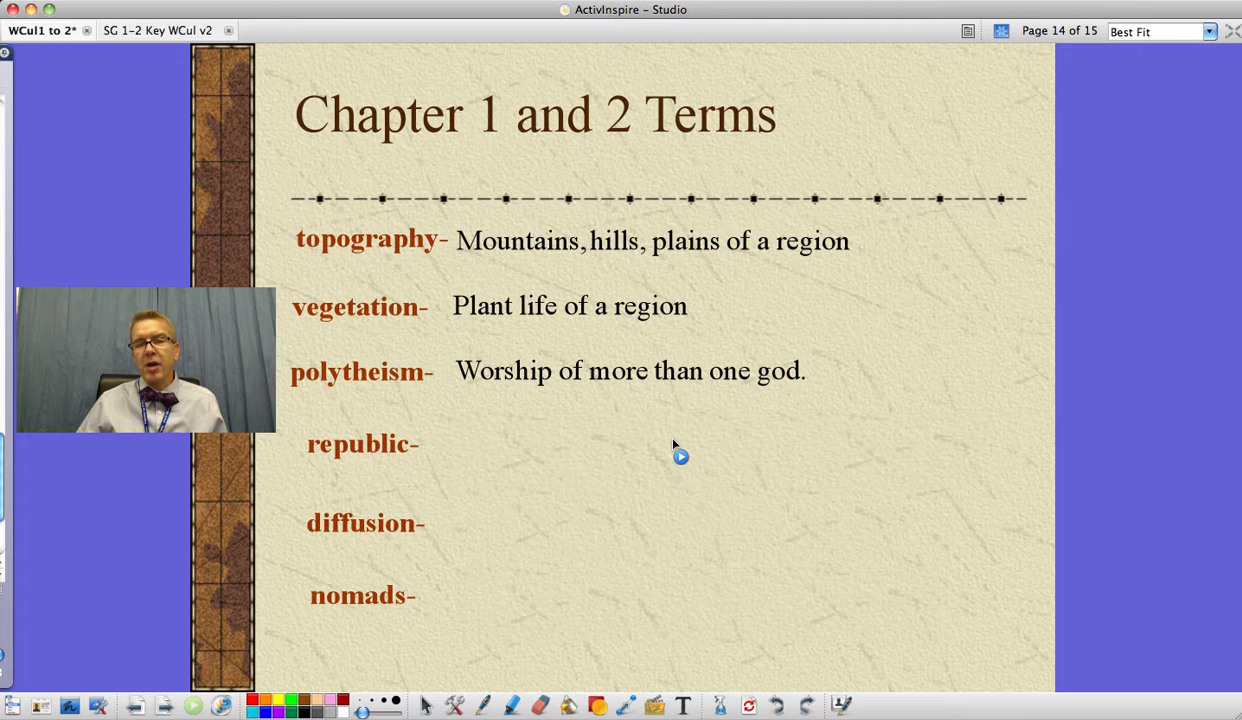 ActivInspire - Studio
WCul1 to 2*
SG 1-2 Key WCul v2
Page 14 of 15
Best Fit
Chapter 1 and 2 Terms
topography- Mountains, hills, plains of a region
vegetation- Plant life of a region
polytheism- Worship of more than one god.
republic-
diffusion-
nomads-
T